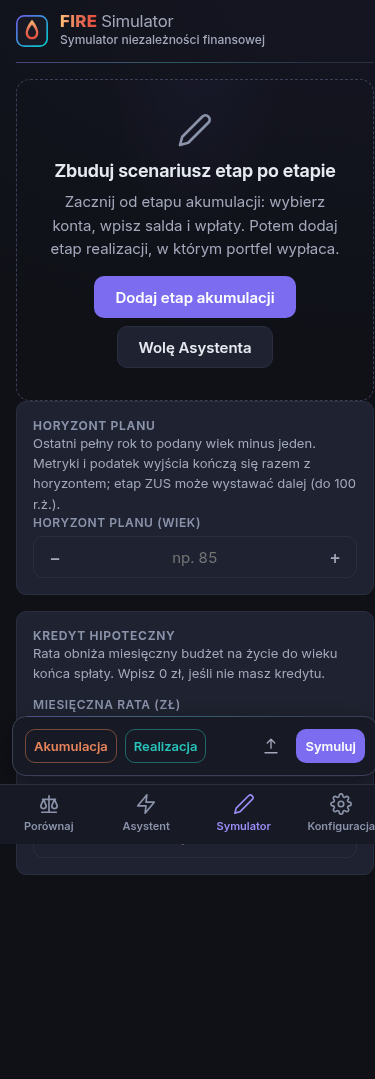 FIRE Simulator
Symulator niezależności finansowej
Zbuduj scenariusz etap po etapie
Zacznij od etapu akumulacji: wybierz
konta, wpisz salda i wpłaty. Potem dodaj
etap realizacji, w którym portfel wypłaca.
Dodaj etap akumulacji
Wolę Asystenta
HORYZONT PLANU
Ostatni pełny rok to podany wiek minus jeden.
Metryki i podatek wyjścia kończą się razem z
horyzontem; etap ZUS może wystawać dalej (do 100
r.ż.).
HORYZONT PLANU (WIEK)
− np. 85 +
KREDYT HIPOTECZNY
Rata obniża miesięczny budżet na życie do wieku
końca spłaty. Wpisz 0 zł, jeśli nie masz kredytu.
MIESIĘCZNA RATA (ZŁ)
Akumulacja Realizacja Symuluj
Porównaj Asystent Symulator Konfiguracja